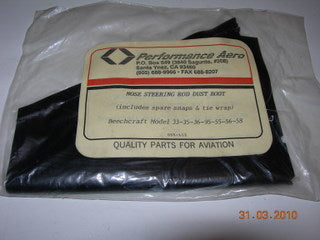 Performance Aero
P.O. Box 649 (3640 Sagunto, #208)
Santa Ynez, CA 93460
(805) 688-9966 • FAX 688-8207
NOSE STEERING ROD DUST BOOT
(includes spare snaps & tie wrap)
Beechcraft Model 33-35-36-95-55-56-58
QUALITY PARTS FOR AVIATION
31.03.2010